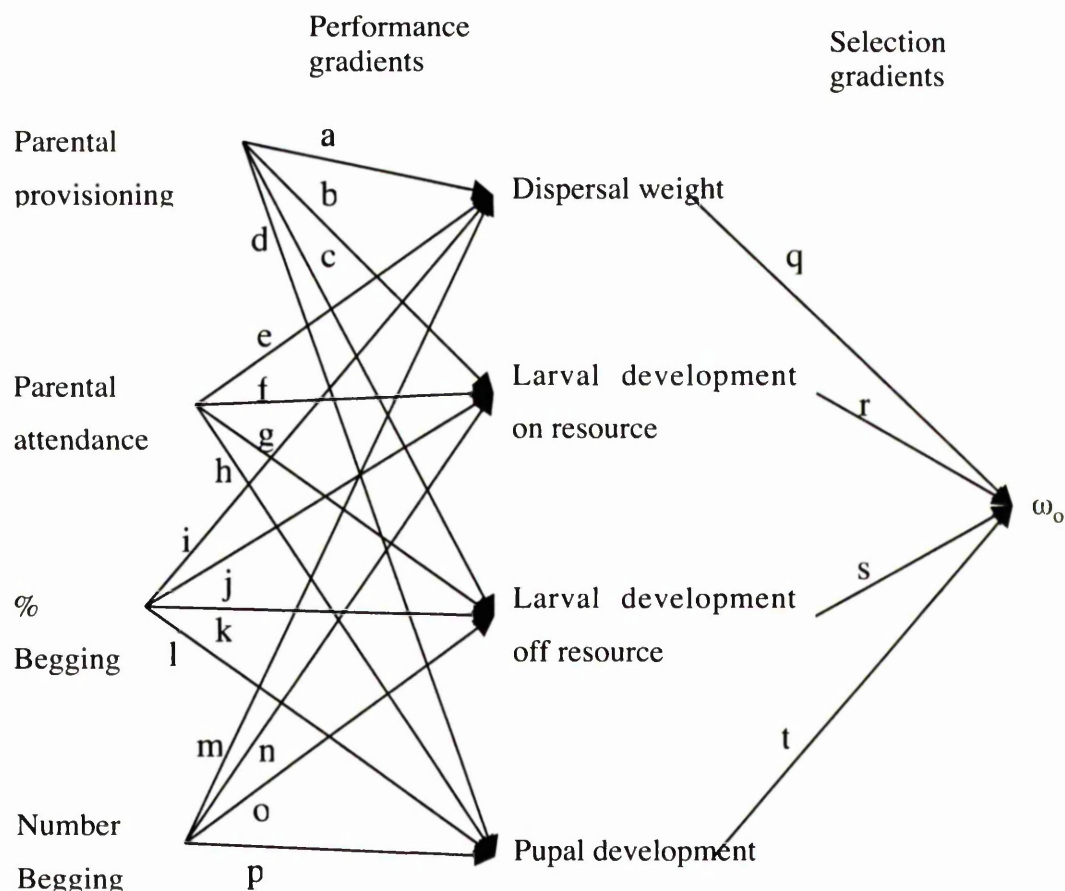 Performance
gradients
Selection
gradients
Parental
provisioning
a
b
d
c
Dispersal weight
q
e
Parental
attendance
f
g
h
Larval development
on resource
r
ω₀
i
j
%
Begging
k
l
Larval development
off resource
s
m
n
o
t
Number
Begging
p
Pupal development